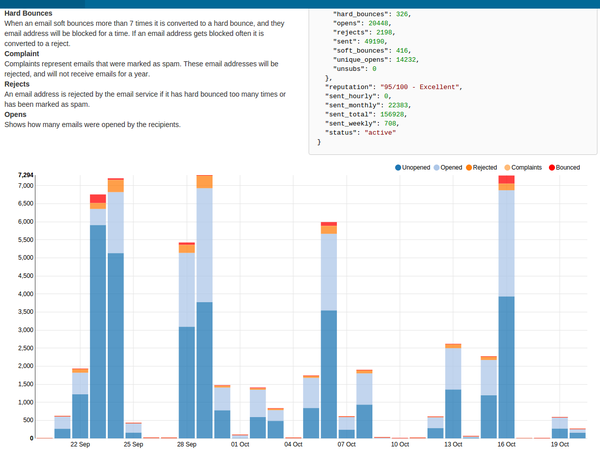 Hard Bounces
When an email soft bounces more than 7 times it is converted to a hard bounce, and they
email address will be blocked for a time. If an email address gets blocked often it is
converted to a reject.
Complaint
Complaints represent emails that were marked as spam. These email addresses will be
rejected, and will not receive emails for a year.
Rejects
An email address is rejected by the email service if it has hard bounced too many times or
has been marked as spam.
Opens
Shows how many emails were opened by the recipients.
"hard_bounces": 326,
"opens": 20448,
"rejects": 2198,
"sent": 49190,
"soft_bounces": 416,
"unique_opens": 14232,
"unsubs": 0
},
"reputation": "95/100 - Excellent",
"sent_hourly": 0,
"sent_monthly": 22383,
"sent_total": 156928,
"sent_weekly": 708,
"status": "active"
}
Unopened Opened Rejected Complaints Bounced
7,294
7,000
6,500
6,000
5,500
5,000
4,500
4,000
3,500
3,000
2,500
2,000
1,500
1,000
500
0
22 Sep 25 Sep 28 Sep 01 Oct 04 Oct 07 Oct 10 Oct 13 Oct 16 Oct 19 Oct